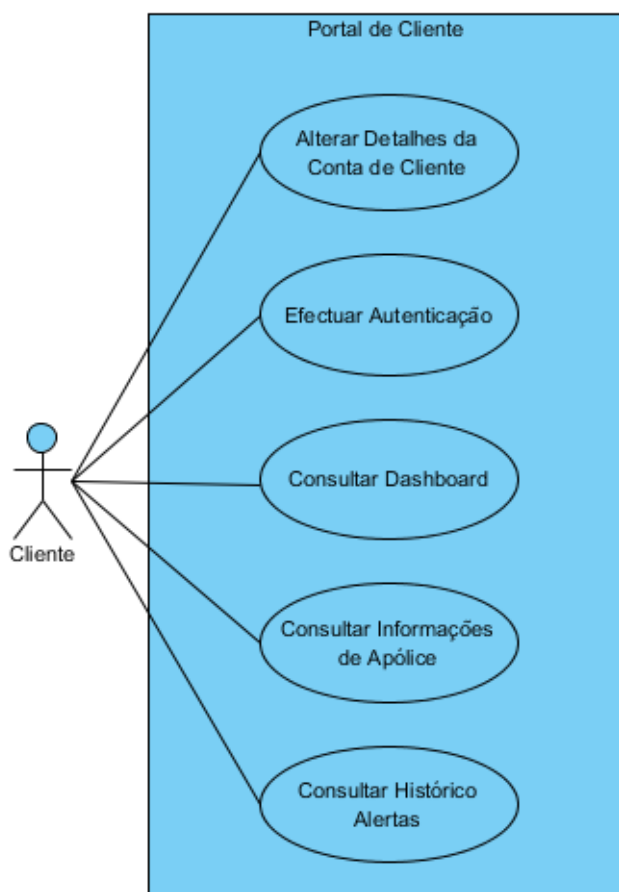 Portal de Cliente
Alterar Detalhes da
Conta de Cliente
Efectuar Autenticação
Consultar Dashboard
Cliente
Consultar Informações
de Apólice
Consultar Histórico
Alertas